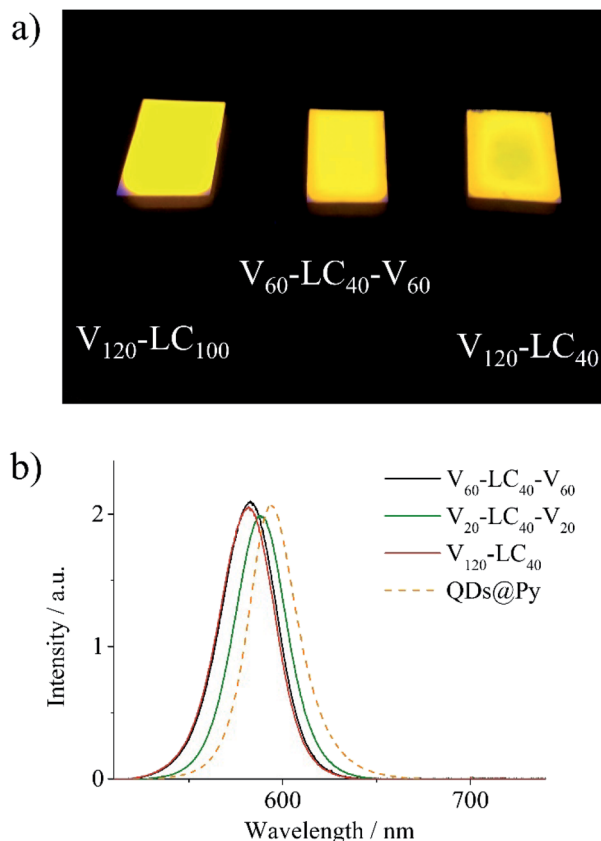 a)
V₆₀-LC₄₀-V₆₀
V₁₂₀-LC₁₀₀
V₁₂₀-LC₄₀
b)
V₆₀-LC₄₀-V₆₀
V₂₀-LC₄₀-V₂₀
V₁₂₀-LC₄₀
QDs@Py
Intensity / a.u.
2
1
0
600
700
Wavelength / nm